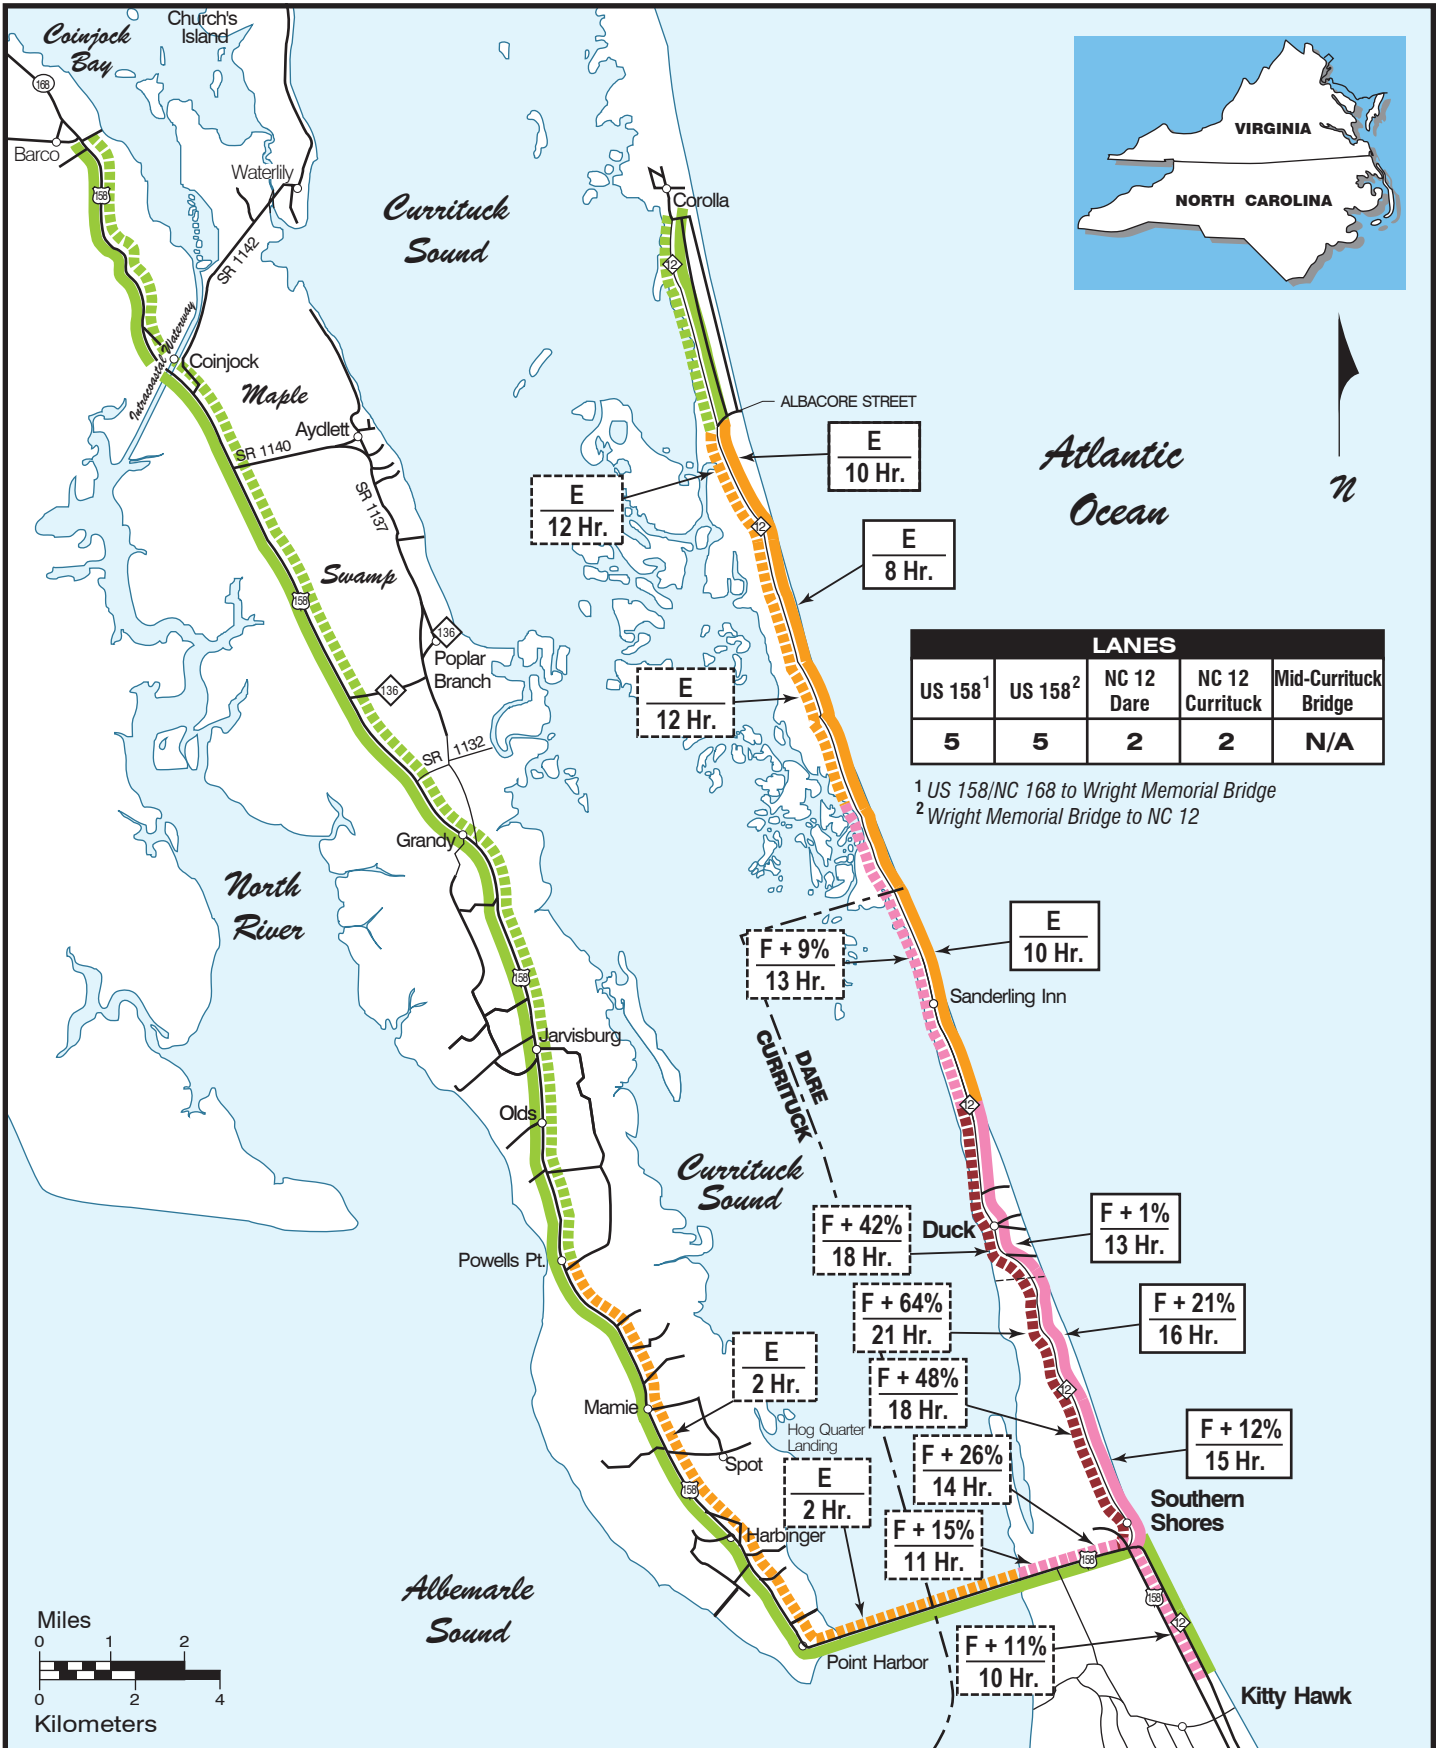 Coinjock
Bay
Church's
Island
168
Barco
158
Waterlily
SR 1142
Currituck
Sound
Corolla
12
VIRGINIA
NORTH CAROLINA
Intracoastal Waterway
Coinjock
Maple
Aydlett
SR 1140
SR 1137
ALBACORE STREET
E
10 Hr.
Atlantic
Ocean
N
E
12 Hr.
12
E
8 Hr.
Swamp
158
136
Poplar
Branch
136
E
12 Hr.
LANES
US 158¹ US 158² NC 12 Dare NC 12 Currituck Mid-Currituck Bridge
5 5 2 2 N/A
¹ US 158/NC 168 to Wright Memorial Bridge
² Wright Memorial Bridge to NC 12
SR 1132
Grandy
North
River
158
F + 9%
13 Hr.
E
10 Hr.
Sanderling Inn
Jarvisburg
DARE
CURRITUCK
12
Olds
Currituck
Sound
F + 42%
18 Hr.
Duck
F + 1%
13 Hr.
Powells Pt.
F + 64%
21 Hr.
F + 21%
16 Hr.
E
2 Hr.
F + 48%
18 Hr.
12
Mamie
Hog Quarter
Landing
F + 12%
15 Hr.
Spot
F + 26%
14 Hr.
158
E
2 Hr.
Southern
Shores
Harbinger
F + 15%
11 Hr.
158
158
12
Albemarle
Sound
F + 11%
10 Hr.
Point Harbor
Kitty Hawk
Miles
0 1 2
0 2 4
Kilometers